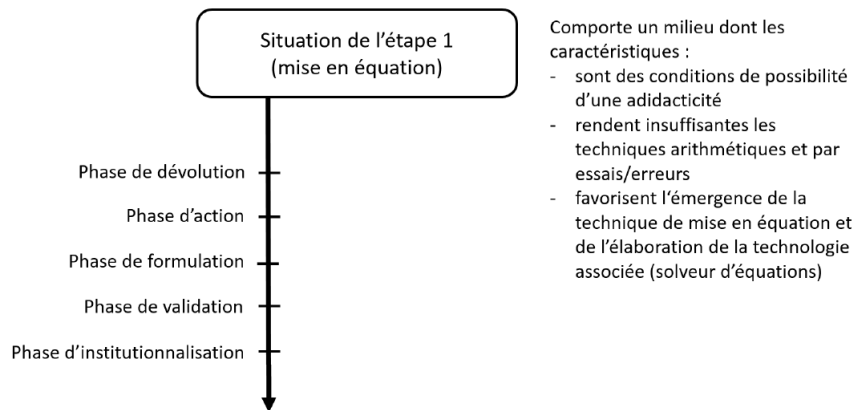 Situation de l’étape 1
(mise en équation)
Comporte un milieu dont les
caractéristiques :
- sont des conditions de possibilité
d’une adidacticité
- rendent insuffisantes les
techniques arithmétiques et par
essais/erreurs
- favorisent l‘émergence de la
technique de mise en équation et
de l’élaboration de la technologie
associée (solveur d’équations)
Phase de dévolution
Phase d’action
Phase de formulation
Phase de validation
Phase d’institutionnalisation